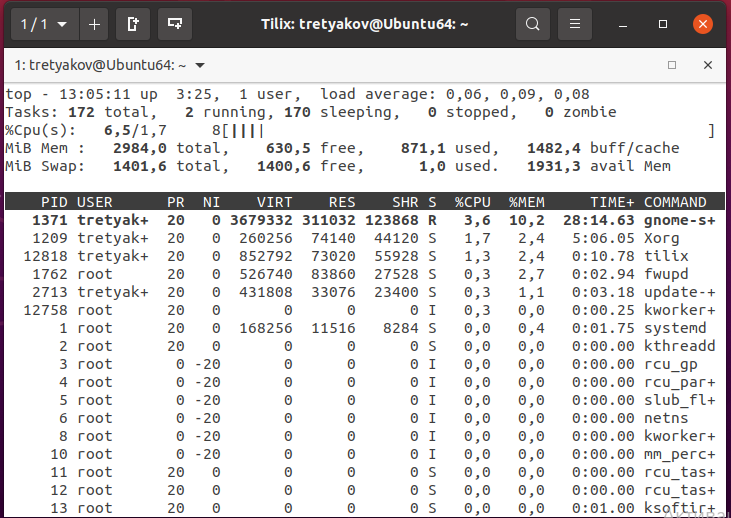 1 / 1
Tilix: tretyakov@Ubuntu64: ~
1: tretyakov@Ubuntu64: ~
top - 13:05:11 up  3:25,  1 user,  load average: 0,06, 0,09, 0,08
Tasks: 172 total,   2 running, 170 sleeping,   0 stopped,   0 zombie
%Cpu(s):   6,5/1,7     8[||||                                        ]
MiB Mem :   2984,0 total,    630,5 free,    871,1 used,   1482,4 buff/cache
MiB Swap:   1401,6 total,   1400,6 free,      1,0 used.   1931,3 avail Mem
PID USER      PR  NI    VIRT    RES    SHR S  %CPU  %MEM     TIME+ COMMAND
1371 tretyak+  20   0 3679332 311032 123868 R   3,6  10,2  28:14.63 gnome-s+
1209 tretyak+  20   0  260256  74140  44120 S   1,7   2,4   5:06.05 Xorg
12818 tretyak+  20   0  852792  73020  55928 S   1,3   2,4   0:10.78 tilix
1762 root      20   0  526740  83860  27528 S   0,3   2,7   0:02.94 fwupd
2713 tretyak+  20   0  431808  33076  23400 S   0,3   1,1   0:03.18 update-+
12758 root      20   0       0      0      0 I   0,3   0,0   0:00.25 kworker+
1 root      20   0  168256  11516   8284 S   0,0   0,4   0:01.75 systemd
2 root      20   0       0      0      0 S   0,0   0,0   0:00.00 kthreadd
3 root       0 -20       0      0      0 I   0,0   0,0   0:00.00 rcu_gp
4 root       0 -20       0      0      0 I   0,0   0,0   0:00.00 rcu_par+
5 root       0 -20       0      0      0 I   0,0   0,0   0:00.00 slub_fl+
6 root       0 -20       0      0      0 I   0,0   0,0   0:00.00 netns
8 root       0 -20       0      0      0 I   0,0   0,0   0:00.00 kworker+
10 root       0 -20       0      0      0 I   0,0   0,0   0:00.00 mm_perc+
11 root      20   0       0      0      0 S   0,0   0,0   0:00.00 rcu_tas+
12 root      20   0       0      0      0 S   0,0   0,0   0:00.00 rcu_tas+
13 root      20   0       0      0      0 S   0,0   0,0   0:01.00 ksoftir+